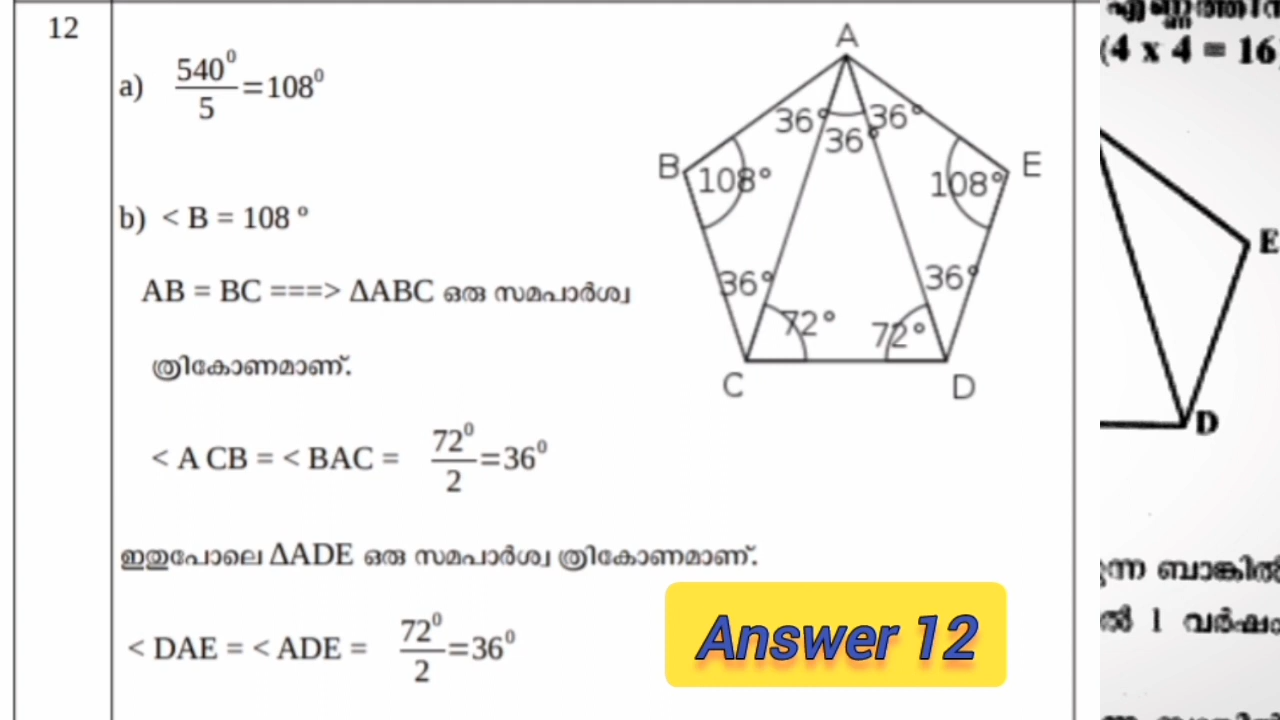 12
a) 540⁰/5 = 108⁰
b) < B = 108 º
AB = BC ===> ΔABC ഒരു സമപാർശ്വ
ത്രികോണമാണ്.
< A CB = < BAC = 72⁰/2 = 36⁰
ഇതുപോലെ ΔADE ഒരു സമപാർശ്വ ത്രികോണമാണ്.
< DAE = < ADE = 72⁰/2 = 36⁰
A
36° 36°
36°
B 108° 108° E
36° 36°
72° 72°
C D
Answer 12
(4 x 4 = 16)
E
D
ബാങ്കിൽ
1 വർഷം